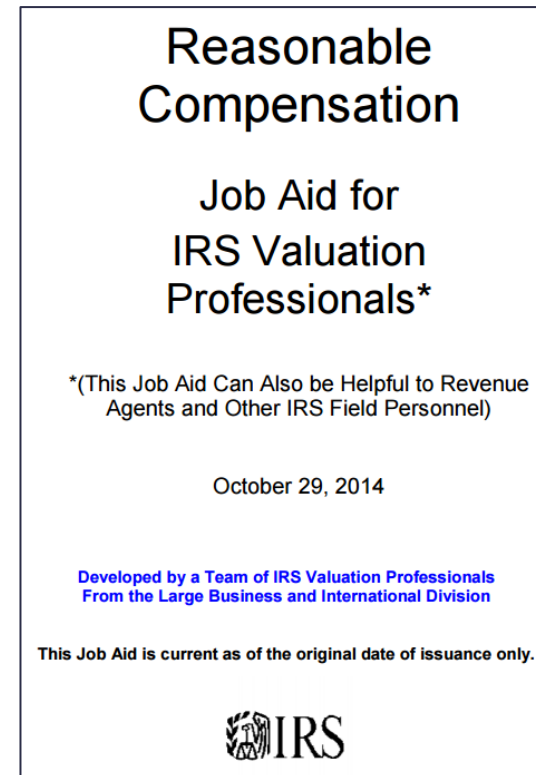 Reasonable
Compensation
Job Aid for
IRS Valuation
Professionals*
*(This Job Aid Can Also be Helpful to Revenue
Agents and Other IRS Field Personnel)
October 29, 2014
Developed by a Team of IRS Valuation Professionals
From the Large Business and International Division
This Job Aid is current as of the original date of issuance only.
IRS